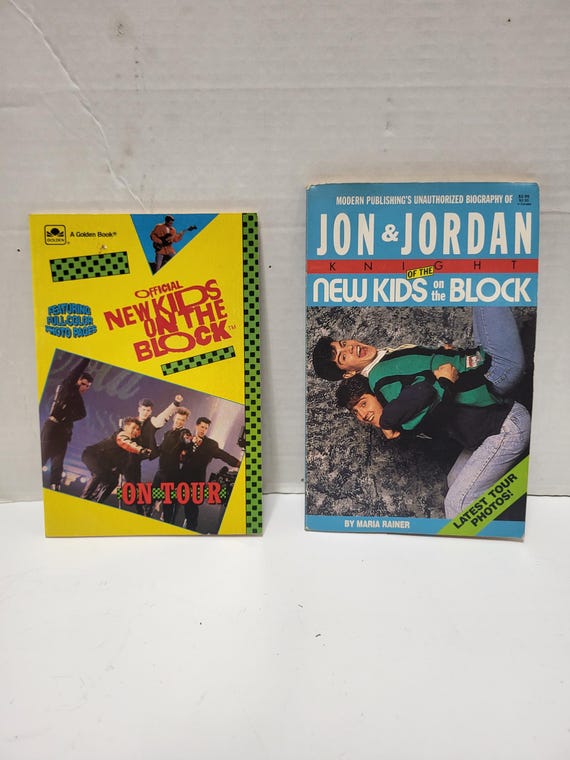 GOLDEN
A Golden Book®
OFFICIAL
NEW KIDS
ON THE
BLOCK™
FEATURING
FULL-COLOR
PHOTO PAGES
ON TOUR
MODERN PUBLISHING'S UNAUTHORIZED BIOGRAPHY OF
JON & JORDAN
KNIGHT
OF THE
NEW KIDS on the BLOCK
LATEST TOUR
PHOTOS!
BY MARIA RAINER